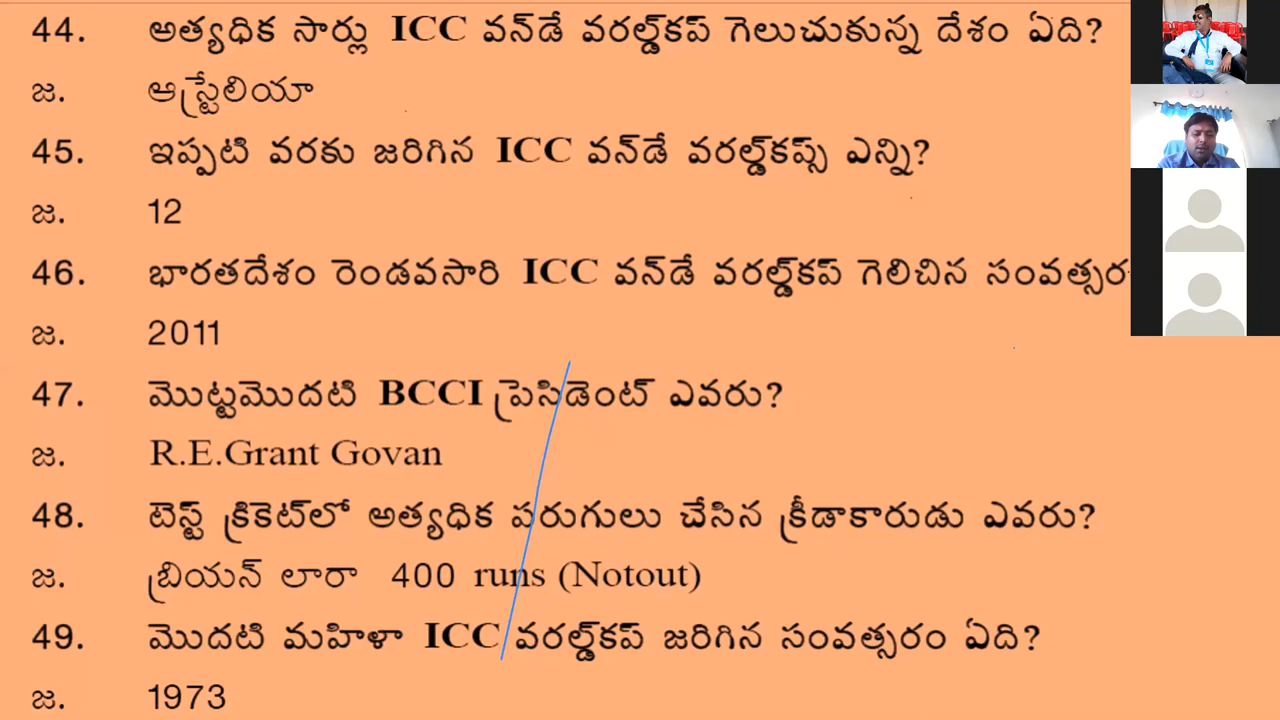 44. అత్యధిక సార్లు ICC వన్‌డే వరల్డ్‌కప్ గెలుచుకున్న దేశం ఏది?
జ. ఆస్ట్రేలియా
45. ఇప్పటి వరకు జరిగిన ICC వన్‌డే వరల్డ్‌కప్స్ ఎన్ని?
జ. 12
46. భారతదేశం రెండవసారి ICC వన్‌డే వరల్డ్‌కప్ గెలిచిన సంవత్సర
జ. 2011
47. మొట్టమొదటి BCCI ప్రెసిడెంట్ ఎవరు?
జ. R.E.Grant Govan
48. టెస్ట్ క్రికెట్‌లో అత్యధిక పరుగులు చేసిన క్రీడాకారుడు ఎవరు?
జ. బ్రియన్ లారా 400 runs (Notout)
49. మొదటి మహిళా ICC వరల్డ్‌కప్ జరిగిన సంవత్సరం ఏది?
జ. 1973